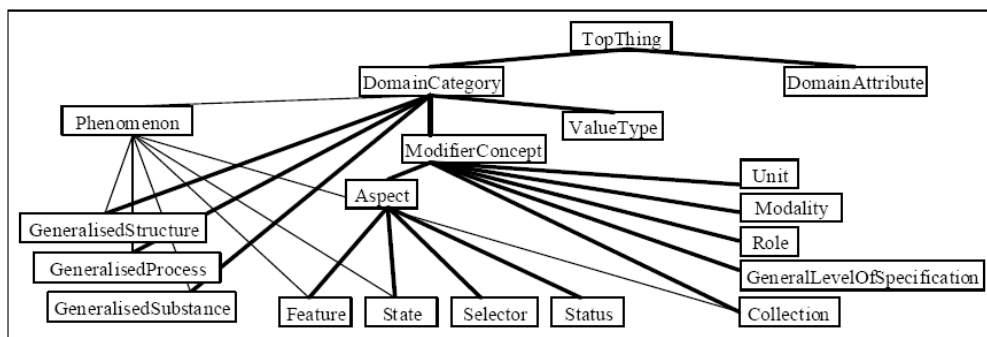 TopThing
DomainCategory
DomainAttribute
Phenomenon
ValueType
ModifierConcept
Unit
Aspect
Modality
GeneralisedStructure
Role
GeneralisedProcess
GeneralLevelOfSpecification
GeneralisedSubstance
Feature
State
Selector
Status
Collection